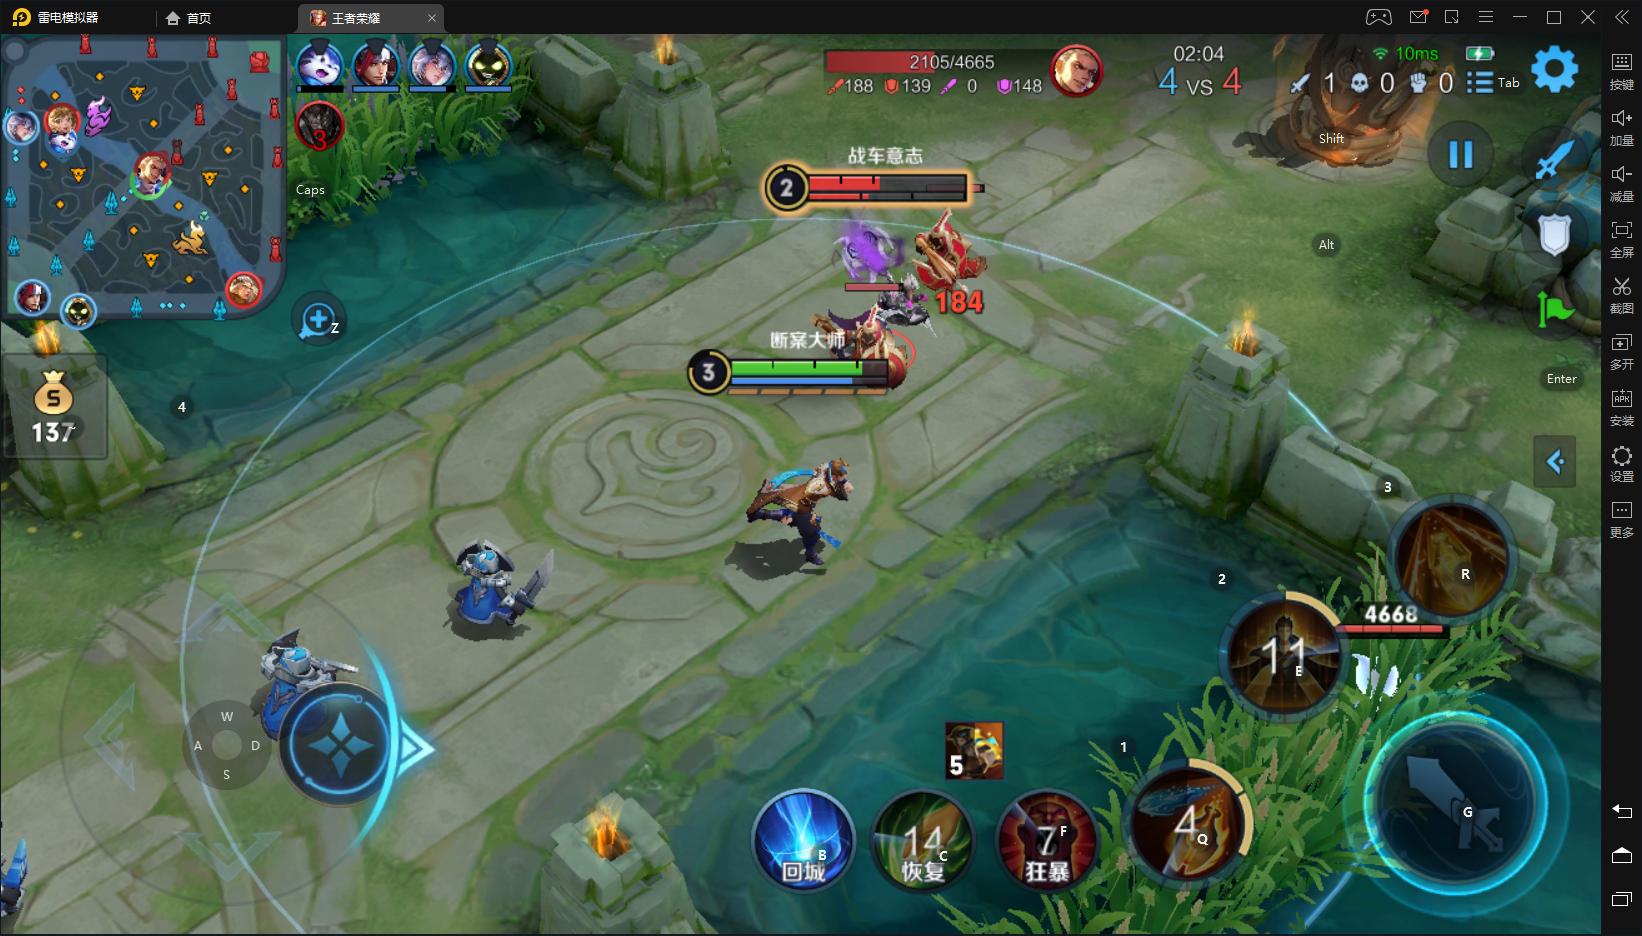 雷电模拟器
首页
王者荣耀
2105/4665
188 139 0 148
02:04
4 VS 4
10ms
1 0 0
Tab
3
Caps
Shift
Alt
Enter
Z
战车意志
2
184
断案大师
3
137
4
3
R
2
11
E
4668
W
A D
S
5
1
B
回城
14
C
恢复
7
F
狂暴
4
Q
G
按键
加量
减量
全屏
截图
多开
APK
安装
设置
更多